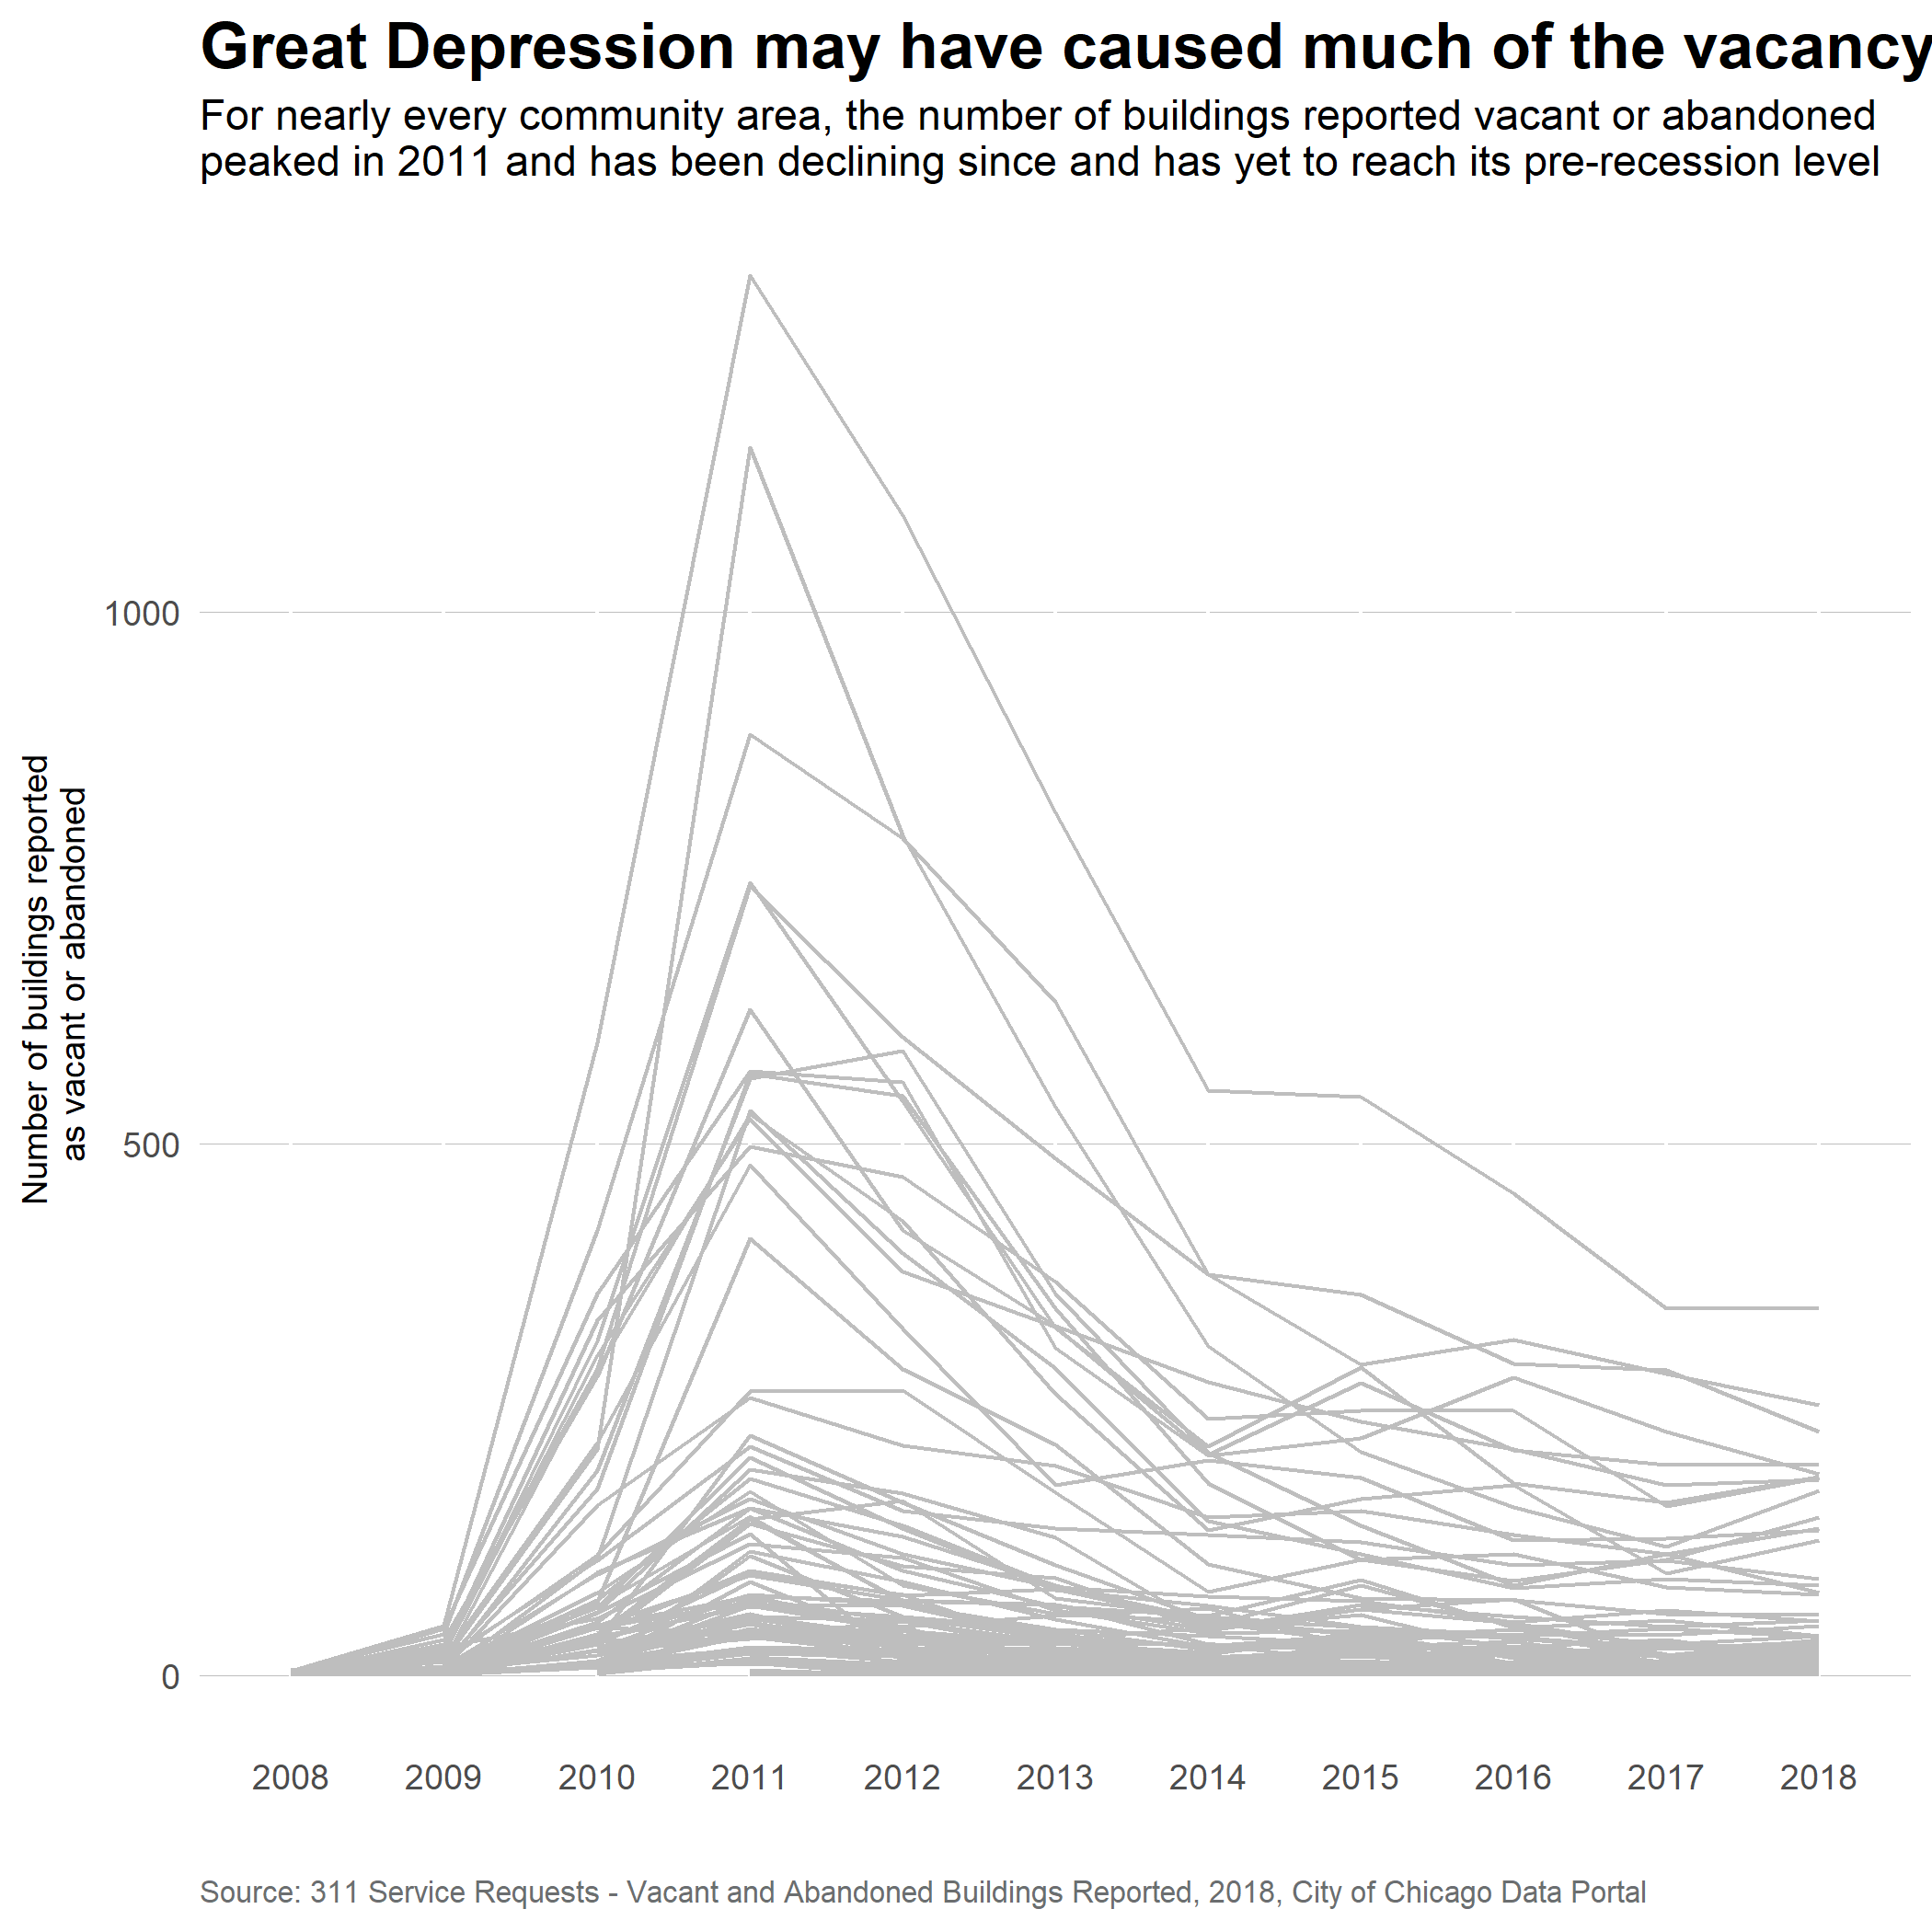 Great Depression may have caused much of the vacancy
For nearly every community area, the number of buildings reported vacant or abandoned
peaked in 2011 and has been declining since and has yet to reach its pre-recession level
Number of buildings reported
as vacant or abandoned
1000
500
0
2008 2009 2010 2011 2012 2013 2014 2015 2016 2017 2018
Source: 311 Service Requests - Vacant and Abandoned Buildings Reported, 2018, City of Chicago Data Portal